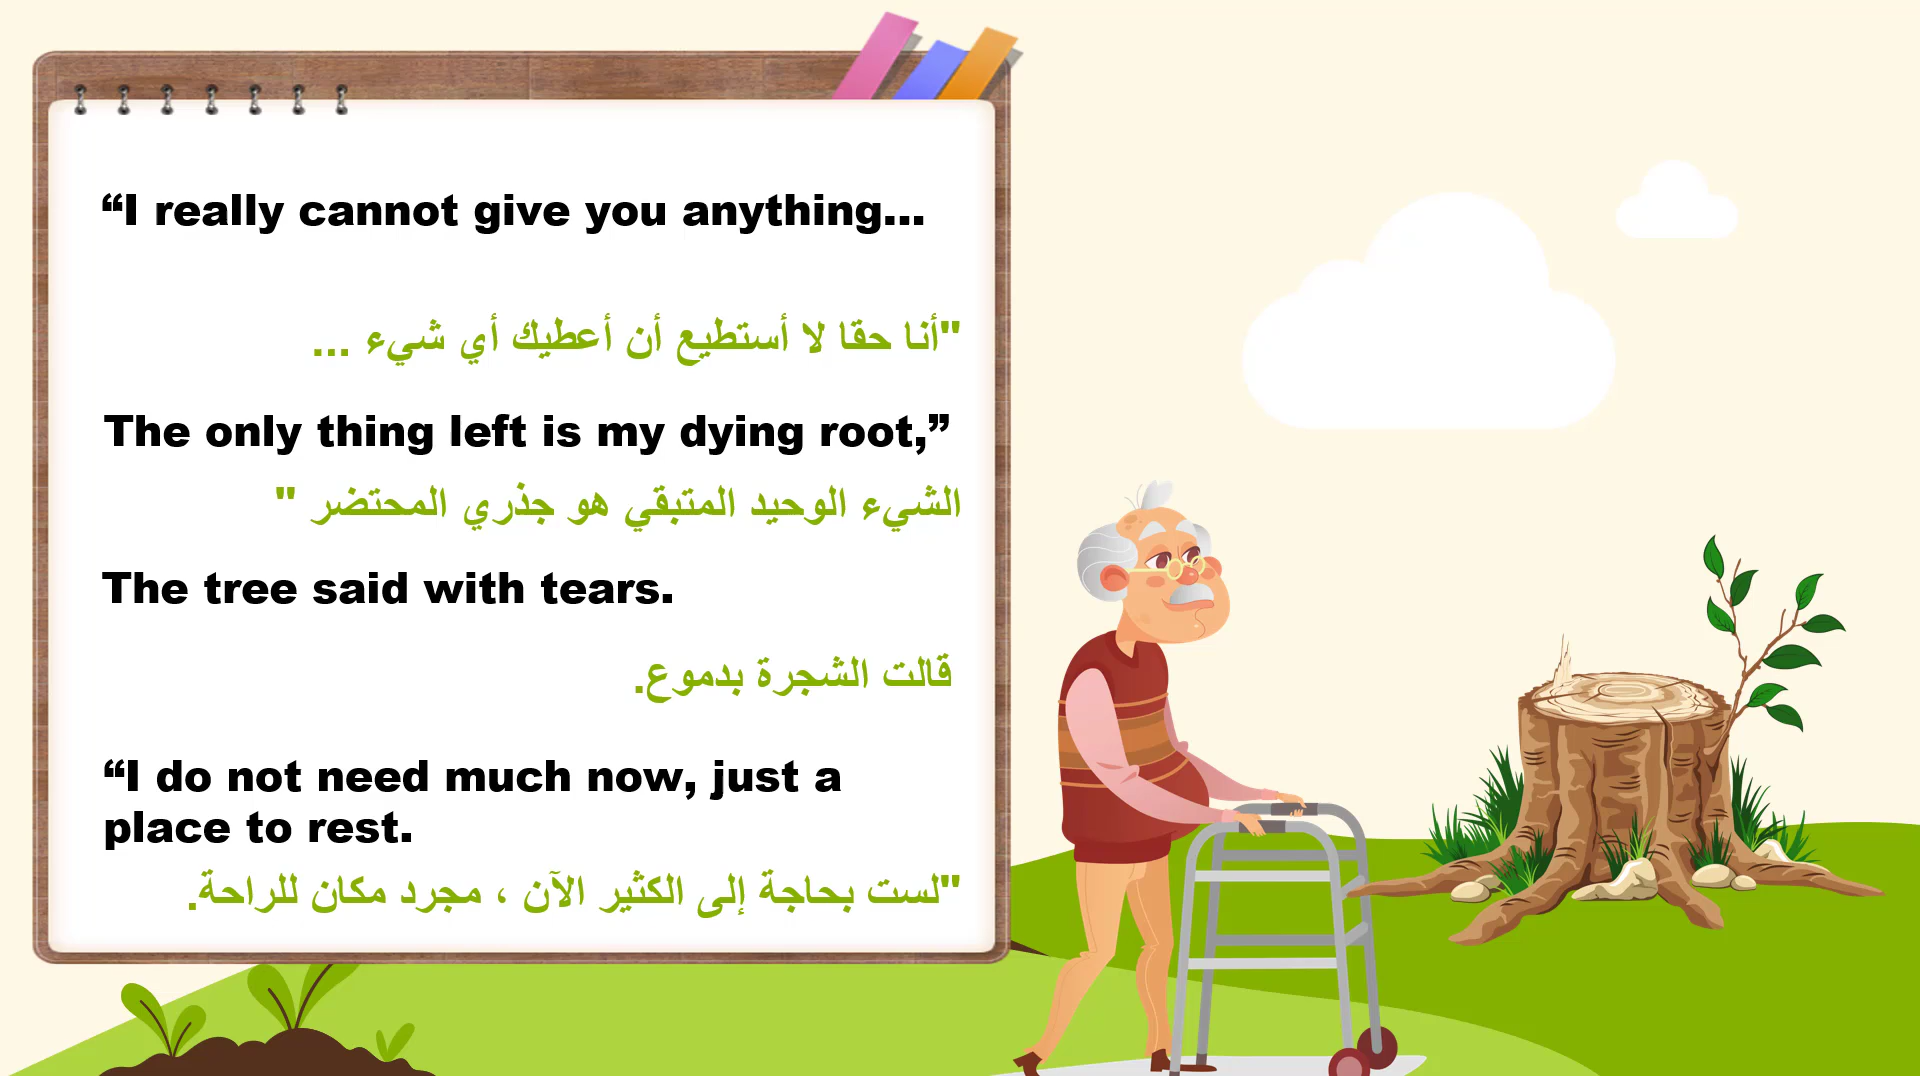 “I really cannot give you anything...
"أنا حقا لا أستطيع أن أعطيك أي شيء ...
The only thing left is my dying root,”
الشيء الوحيد المتبقي هو جذري المحتضر "
The tree said with tears.
قالت الشجرة بدموع.
“I do not need much now, just a
place to rest.
"لست بحاجة إلى الكثير الآن ، مجرد مكان للراحة.